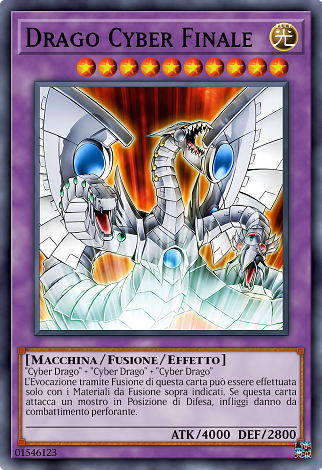 Drago Cyber Finale
光
[Macchina/Fusione/Effetto]
"Cyber Drago" + "Cyber Drago" + "Cyber Drago"
L'Evocazione tramite Fusione di questa carta può essere effettuata
solo con i Materiali da Fusione sopra indicati. Se questa carta
attacca un mostro in Posizione di Difesa, infliggi danno da
combattimento perforante.
ATK/4000 DEF/2800
01546123